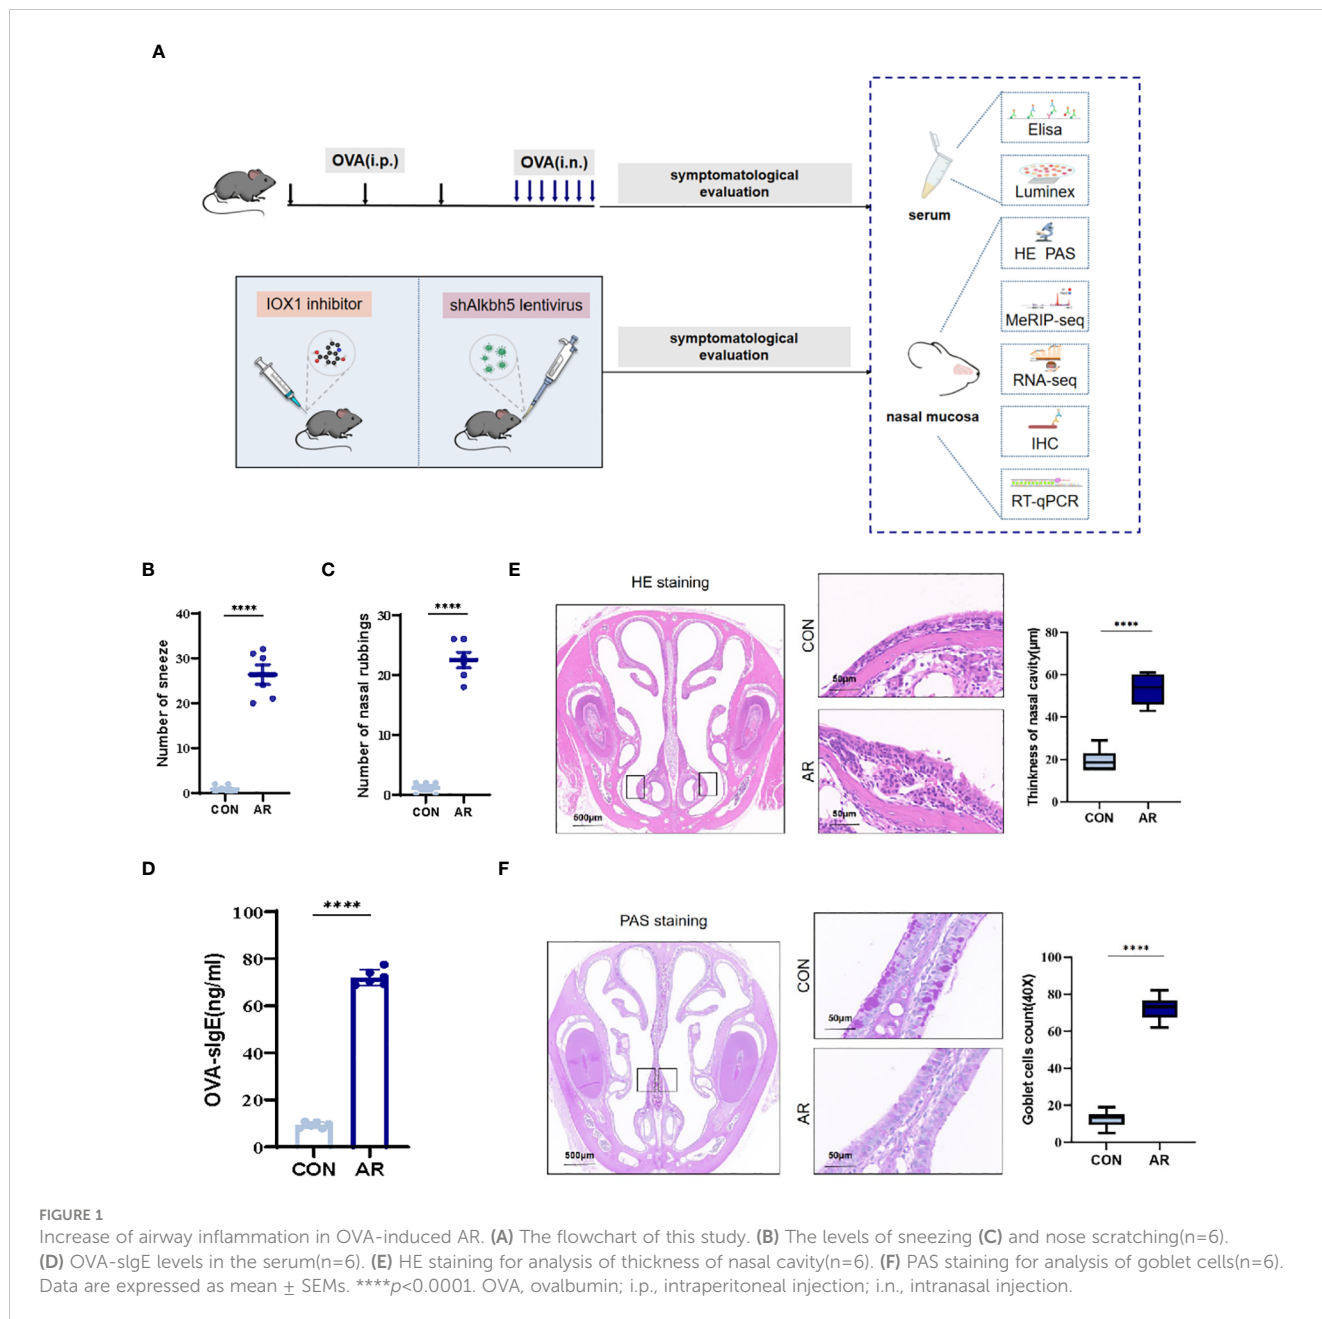 A
OVA(i.p.)
OVA(i.n.)
symptomatological
evaluation
serum
Elisa
Luminex
HE PAS
MeRIP-seq
RNA-seq
IHC
RT-qPCR
IOX1 inhibitor
shAlkbh5 lentivirus
symptomatological
evaluation
nasal mucosa
B
Number of sneeze
40
30
20
10
0
****
CON
AR
C
Number of nasal rubbings
30
20
10
0
****
CON
AR
E
HE staining
500μm
CON
50μm
AR
50μm
Thinkness of nasal cavity(μm)
80
60
40
20
0
****
CON
AR
D
OVA-sIgE(ng/ml)
100
80
60
40
20
0
****
CON
AR
F
PAS staining
500μm
CON
50μm
AR
50μm
Goblet cells count(40X)
100
80
60
40
20
0
****
CON
AR
FIGURE 1
Increase of airway inflammation in OVA-induced AR. (A) The flowchart of this study. (B) The levels of sneezing (C) and nose scratching(n=6).
(D) OVA-slgE levels in the serum(n=6). (E) HE staining for analysis of thickness of nasal cavity(n=6). (F) PAS staining for analysis of goblet cells(n=6).
Data are expressed as mean ± SEMs. ****p<0.0001. OVA, ovalbumin; i.p., intraperitoneal injection; i.n., intranasal injection.